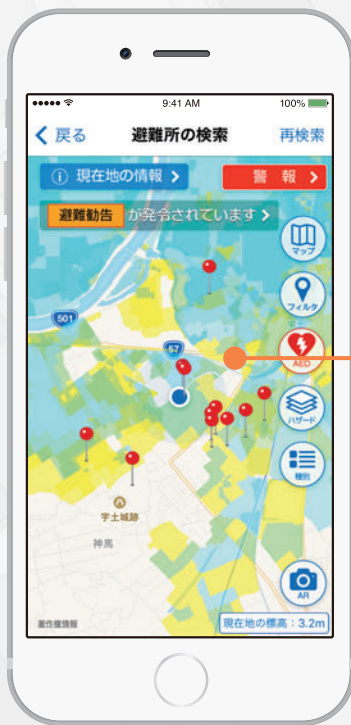 9:41 AM
100%
戻る
避難所の検索
再検索
現在地の情報
警 報
避難勧告 が発令されています
マップ
フィルタ
501
57
AED
ハザード
種別
宇土城跡
神馬
AR
著作権情報
現在地の標高：3.2m